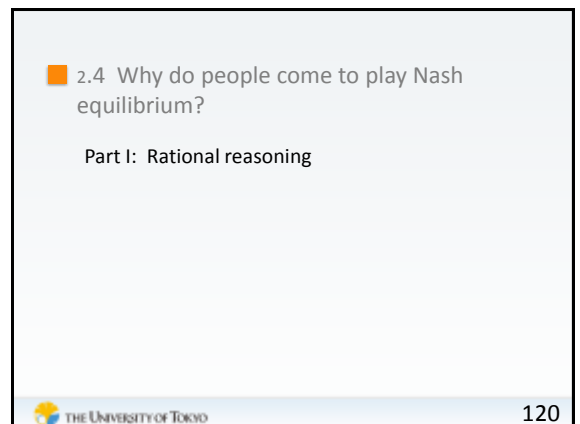 2.4 Why do people come to play Nash
equilibrium?
Part I: Rational reasoning
THE UNIVERSITY OF TOKYO
120